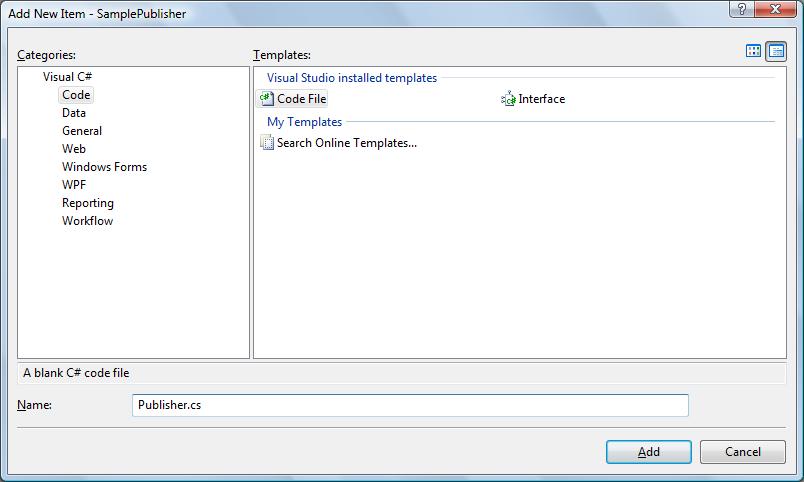 Add New Item - SamplePublisher
Categories:
Templates:
Visual C#
Code
Data
General
Web
Windows Forms
WPF
Reporting
Workflow
Visual Studio installed templates
Code File
Interface
My Templates
Search Online Templates...
A blank C# code file
Name:
Publisher.cs
Add
Cancel